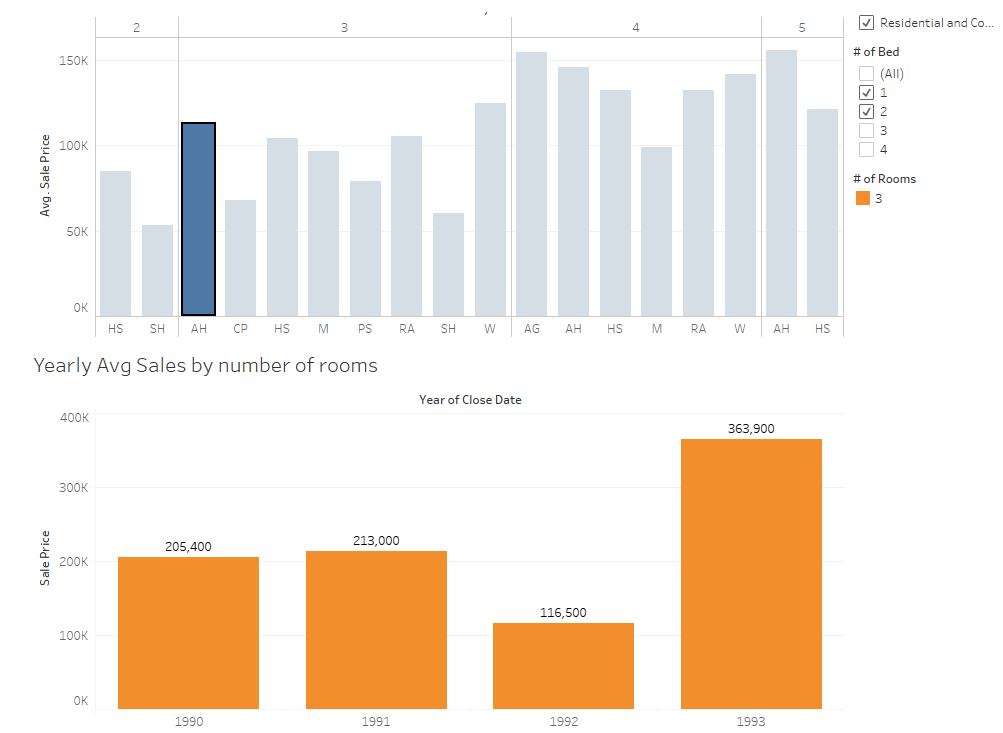 2 3 4 5
150K
100K
50K
0K
Avg. Sale Price
HS SH AH CP HS M PS RA SH W AG AH HS M RA W AH HS
Residential and Co...
# of Bed
(All)
1
2
3
4
# of Rooms
3
Yearly Avg Sales by number of rooms
Year of Close Date
400K
300K
200K
100K
0K
Sale Price
205,400
213,000
116,500
363,900
1990 1991 1992 1993